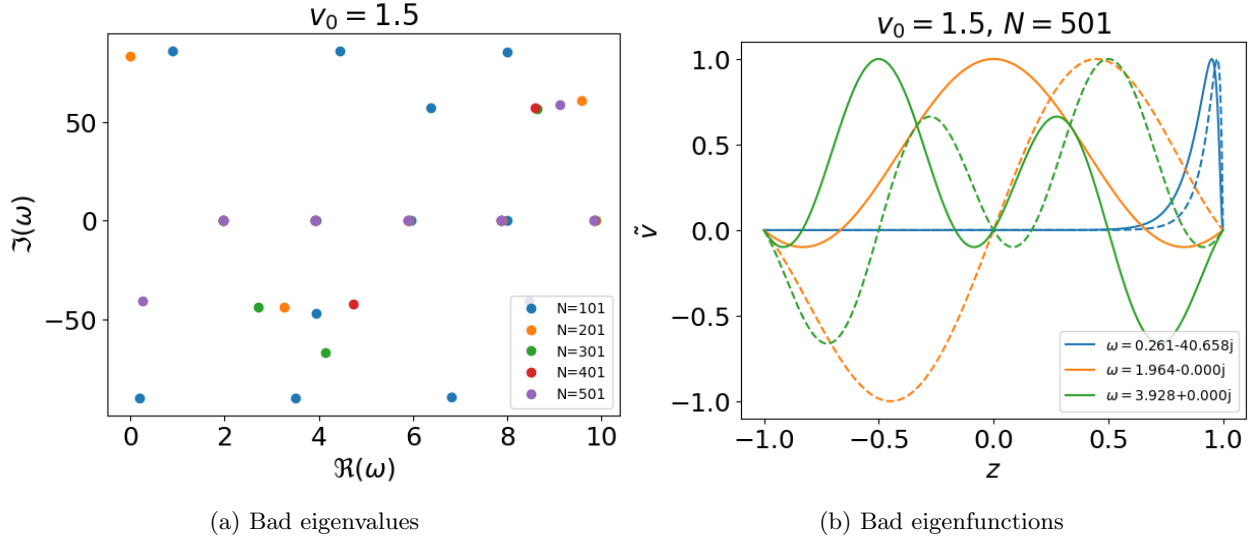 v₀ = 1.5
ℑ(ω)
50
0
−50
0
2
4
6
8
10
ℜ(ω)
N=101
N=201
N=301
N=401
N=501
(a) Bad eigenvalues
v₀ = 1.5, N = 501
ṽ
1.0
0.5
0.0
−0.5
−1.0
−1.0
−0.5
0.0
0.5
1.0
z
ω = 0.261-40.658j
ω = 1.964-0.000j
ω = 3.928+0.000j
(b) Bad eigenfunctions